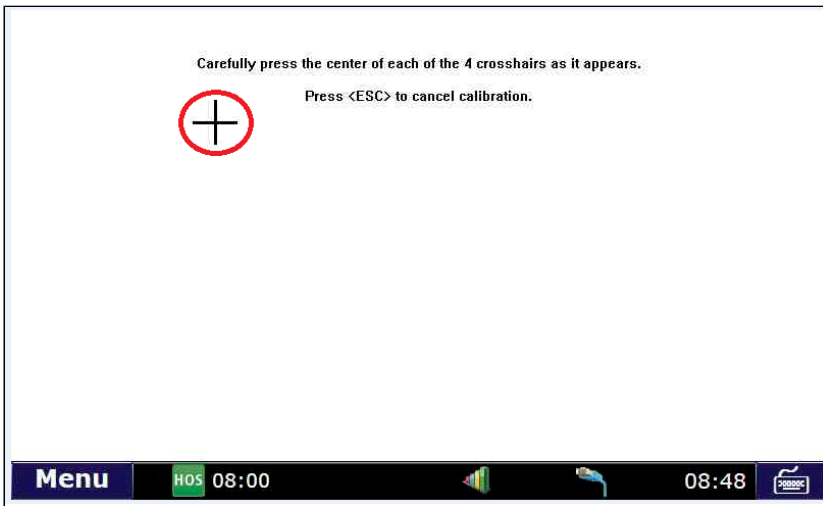 Carefully press the center of each of the 4 crosshairs as it appears.
Press <ESC> to cancel calibration.
Menu HOS 08:00 08:48